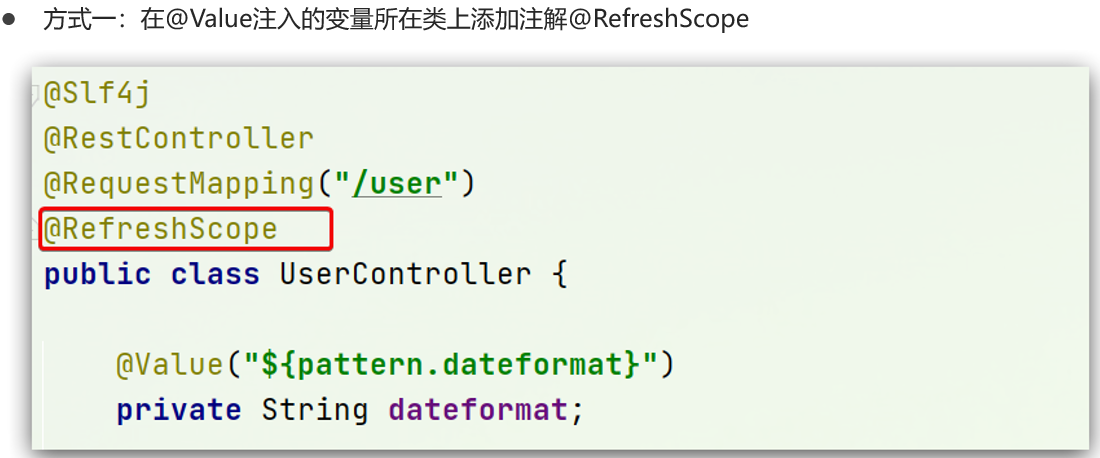 ● 方式一：在@Value注入的变量所在类上添加注解@RefreshScope
@Slf4j
@RestController
@RequestMapping("/user")
@RefreshScope
public class UserController {
@Value("${pattern.dateformat}")
private String dateformat;